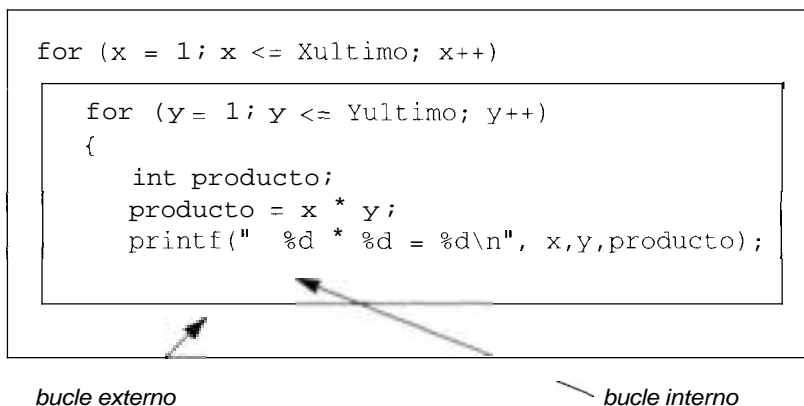 for (x = 1; x <= Xultimo; x++)
for (y = 1; y <= Yultimo; y++)
{
int producto;
producto = x * y;
printf("  %d * %d = %d\n", x,y,producto);
bucle externo
bucle interno